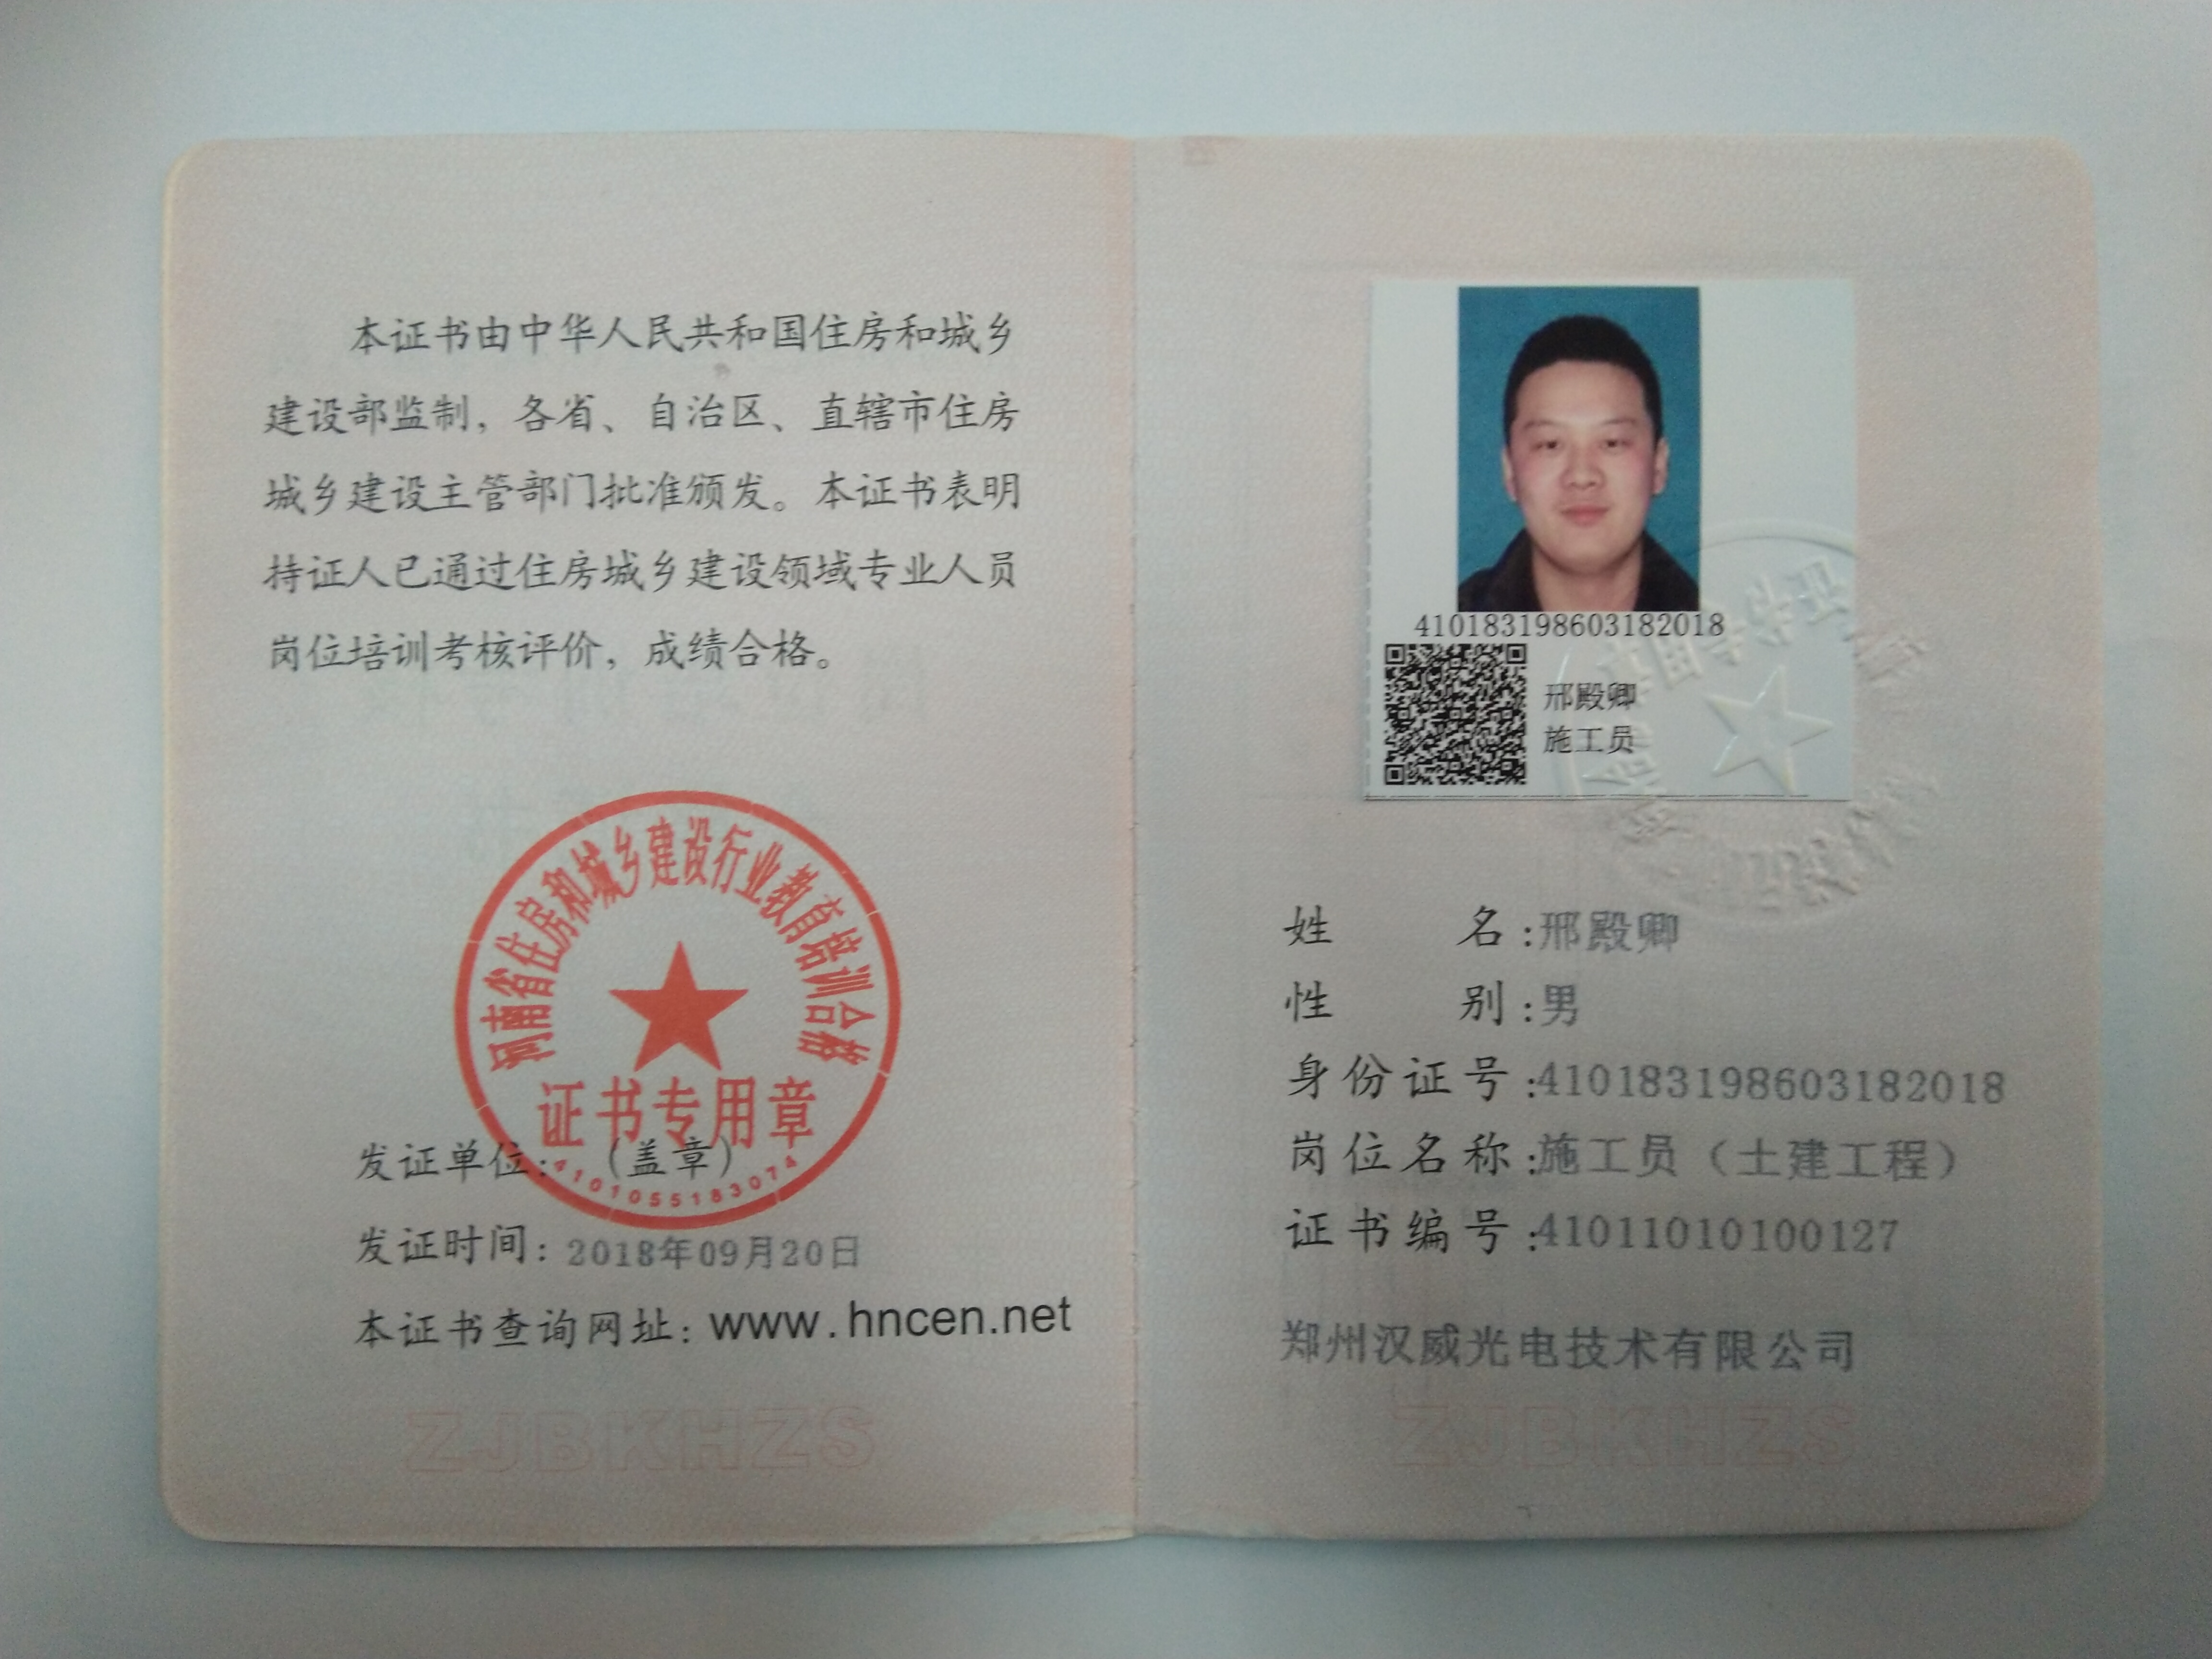 本证书由中华人民共和国住房和城乡
建设部监制，各省、自治区、直辖市住房
城乡建设主管部门批准颁发。本证书表明
持证人已通过住房城乡建设领域专业人员
岗位培训考核评价，成绩合格。
河南省住房和城乡建设行业
证书专用章
4101055183074
发证单位：（盖章）
发证时间：2018年09月20日
本证书查询网址：www.hncen.net
ZJBKHZS
410183198603182018
邢殿卿
施工员
姓名：邢殿卿
性别：男
身份证号：410183198603182018
岗位名称：施工员（土建工程）
证书编号：41011010100127
郑州汉威光电技术有限公司
ZJBKHZS